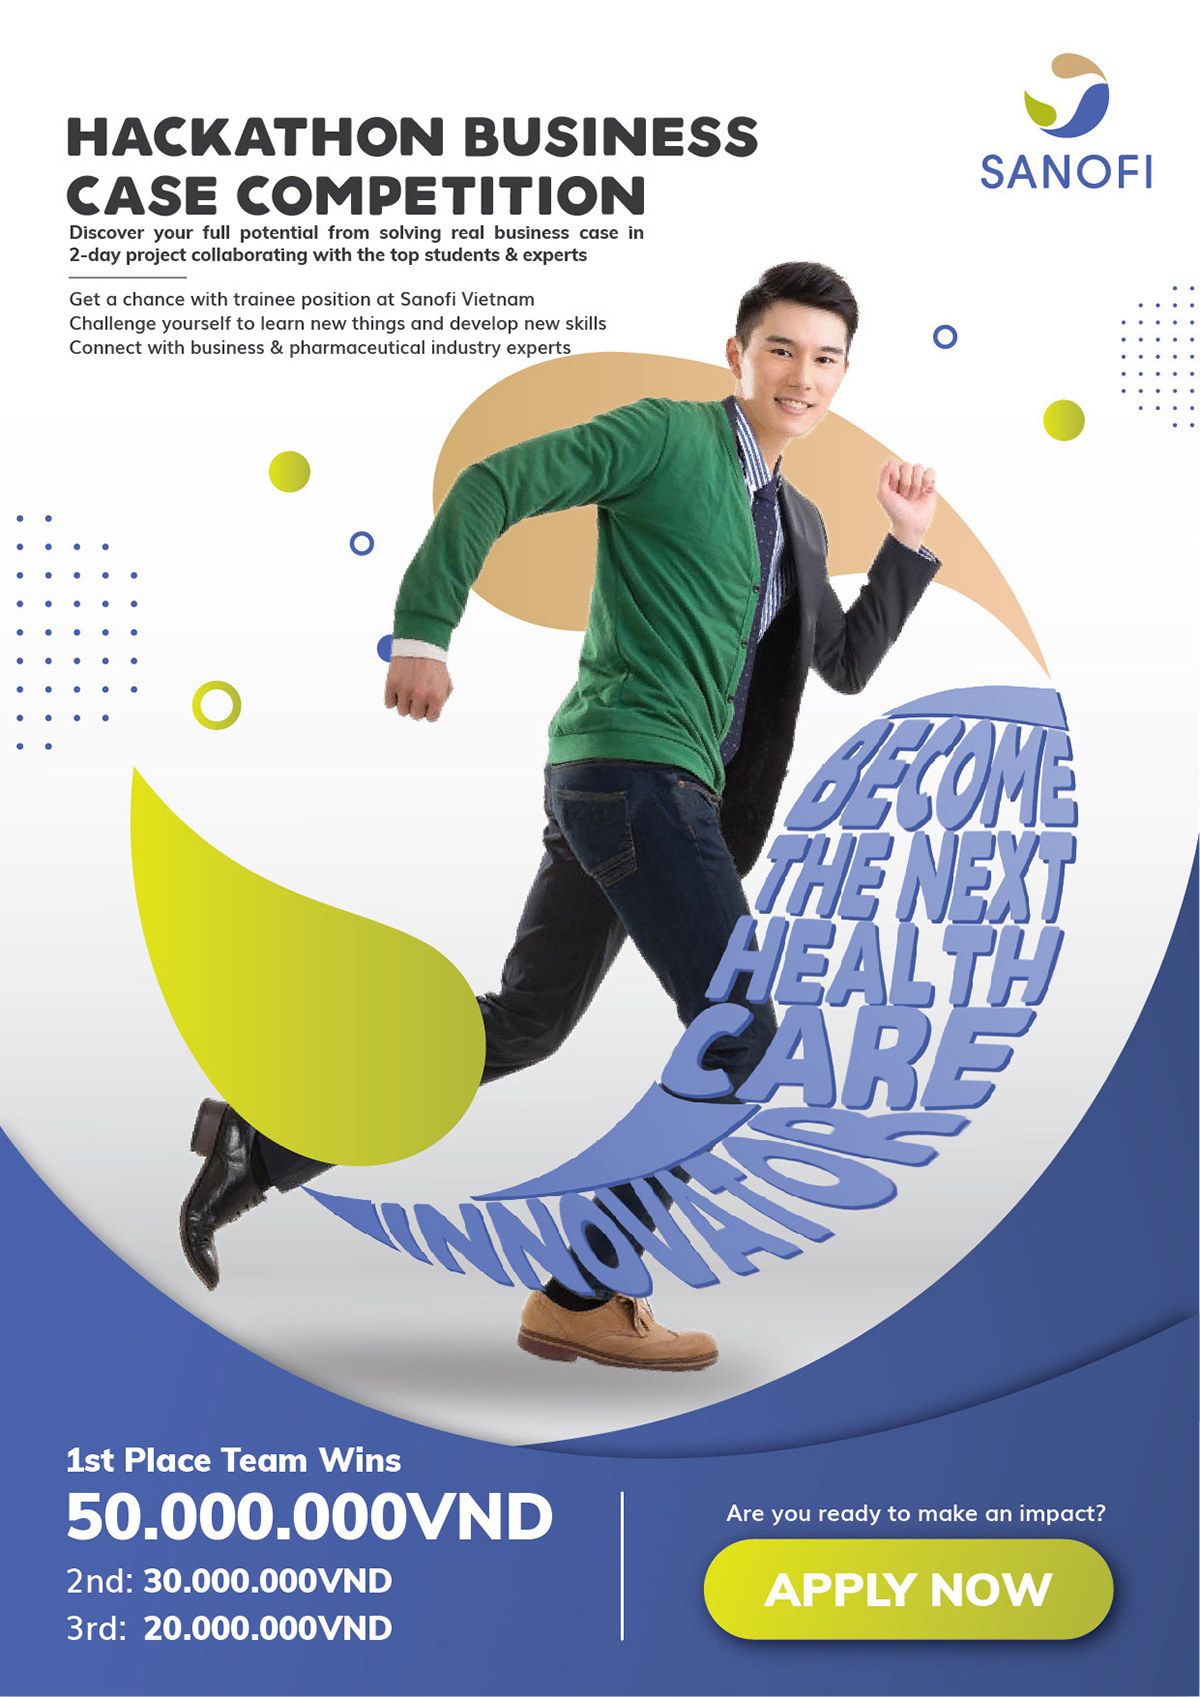 HACKATHON BUSINESS
CASE COMPETITION
Discover your full potential from solving real business case in
2-day project collaborating with the top students & experts
Get a chance with trainee position at Sanofi Vietnam
Challenge yourself to learn new things and develop new skills
Connect with business & pharmaceutical industry experts
SANOFI
BECOME
THE NEXT
HEALTH
CARE
INNOVATOR
1st Place Team Wins
50.000.000VND
2nd: 30.000.000VND
3rd: 20.000.000VND
Are you ready to make an impact?
APPLY NOW